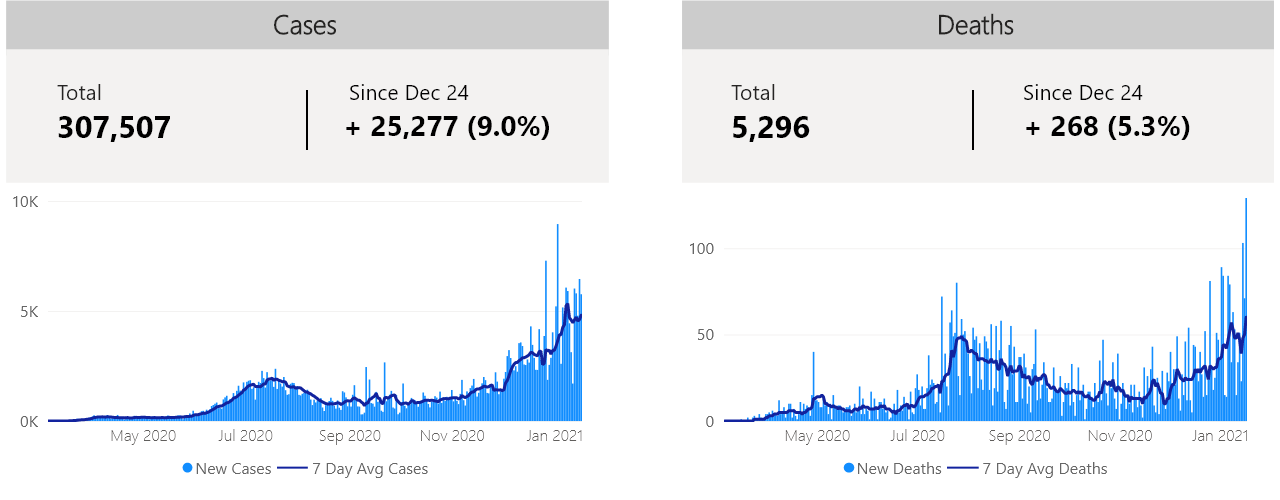 Cases
Total
307,507
Since Dec 24
+ 25,277 (9.0%)
10K
5K
0K
May 2020
Jul 2020
Sep 2020
Nov 2020
Jan 2021
New Cases
7 Day Avg Cases
Deaths
Total
5,296
Since Dec 24
+ 268 (5.3%)
100
50
0
May 2020
Jul 2020
Sep 2020
Nov 2020
Jan 2021
New Deaths
7 Day Avg Deaths